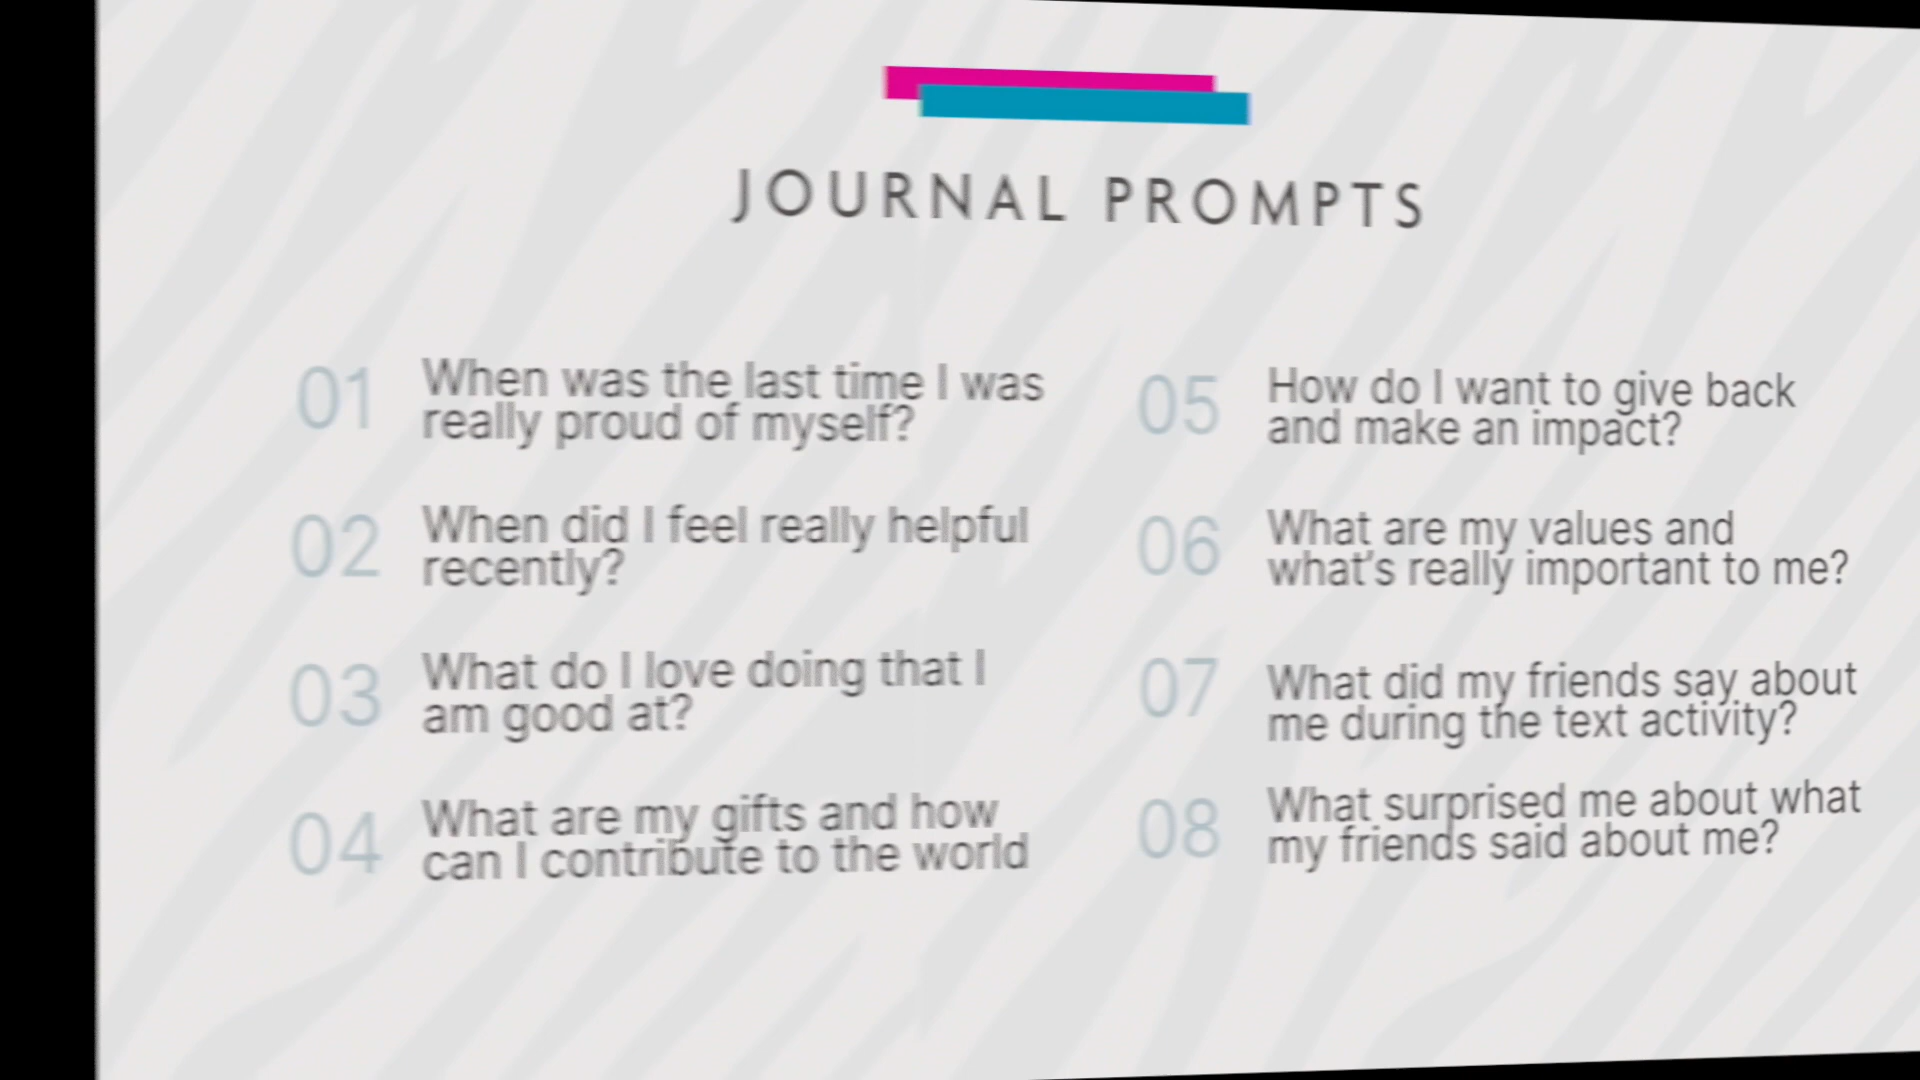 JOURNAL PROMPTS
01
When was the last time I was
really proud of myself?
02
When did I feel really helpful
recently?
03
What do I love doing that I
am good at?
04
What are my gifts and how
can I contribute to the world
05
How do I want to give back
and make an impact?
06
What are my values and
what's really important to me?
07
What did my friends say about
me during the text activity?
08
What surprised me about what
my friends said about me?